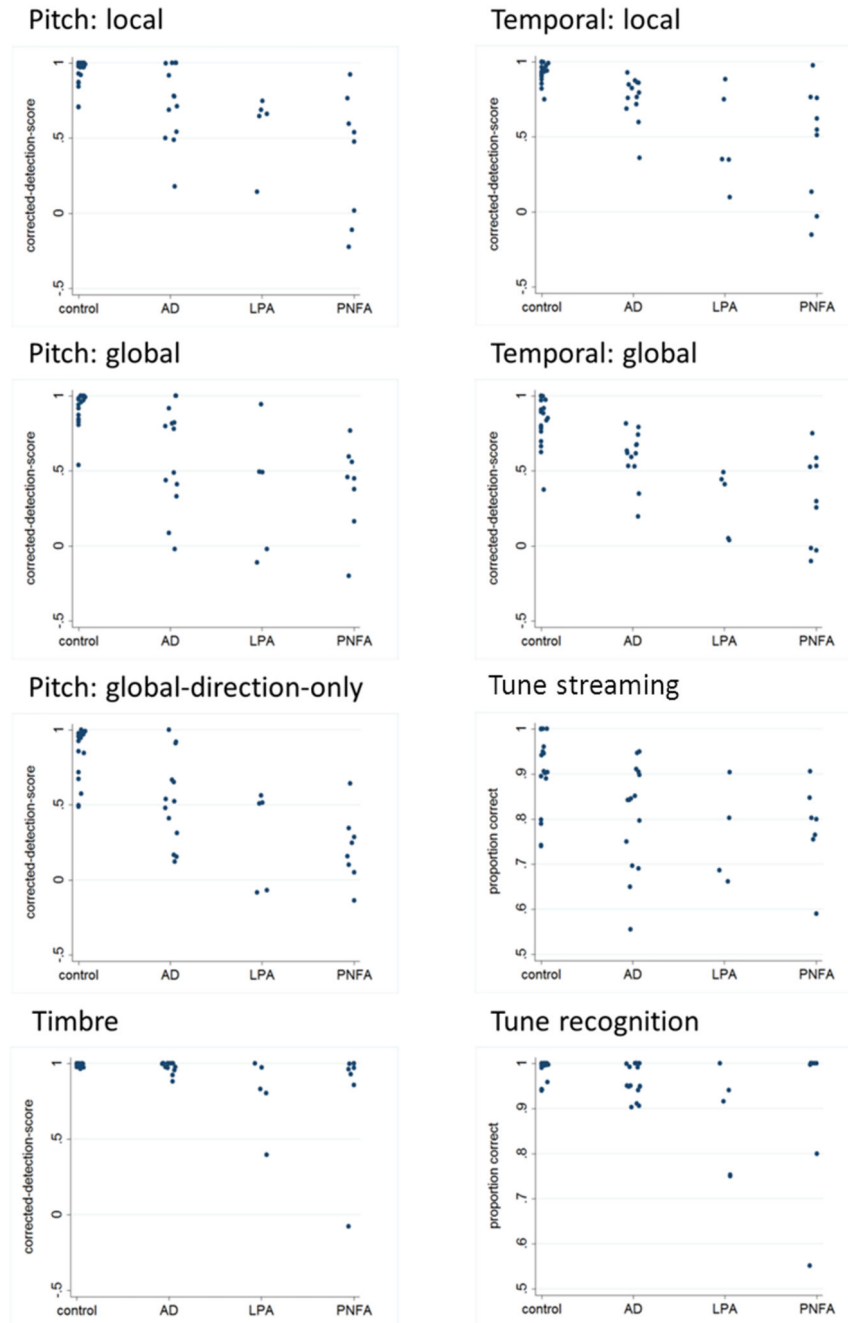 Pitch: local
corrected-detection-score
1
.5
0
-.5
control AD LPA PNFA
Temporal: local
corrected-detection-score
1
.5
0
-.5
control AD LPA PNFA
Pitch: global
corrected-detection-score
1
.5
0
-.5
control AD LPA PNFA
Temporal: global
corrected-detection-score
1
.5
0
-.5
control AD LPA PNFA
Pitch: global-direction-only
corrected-detection-score
1
.5
0
-.5
control AD LPA PNFA
Tune streaming
proportion correct
1
.9
.8
.7
.6
.5
control AD LPA PNFA
Timbre
corrected-detection-score
1
.5
0
-.5
control AD LPA PNFA
Tune recognition
proportion correct
1
.9
.8
.7
.6
.5
control AD LPA PNFA